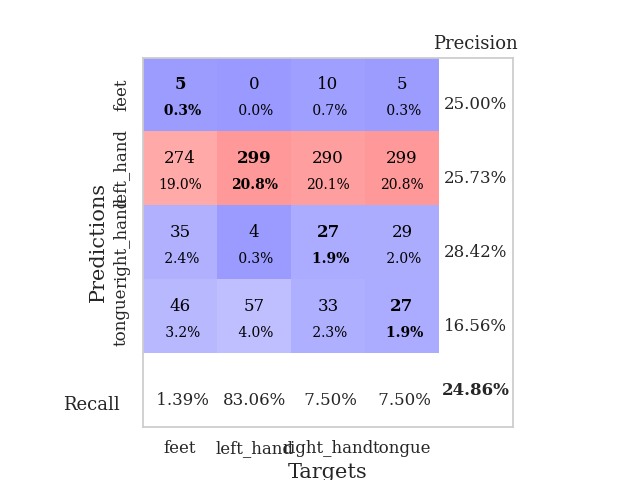 Precision
feet 5 0 10 5 25.00%
0.3% 0.0% 0.7% 0.3%
left_hand 274 299 290 299 25.73%
19.0% 20.8% 20.1% 20.8%
right_hand 35 4 27 29 28.42%
2.4% 0.3% 1.9% 2.0%
tongue 46 57 33 27 16.56%
3.2% 4.0% 2.3% 1.9%
Predictions
Recall 1.39% 83.06% 7.50% 7.50% 24.86%
feet left_hand right_hand tongue
Targets